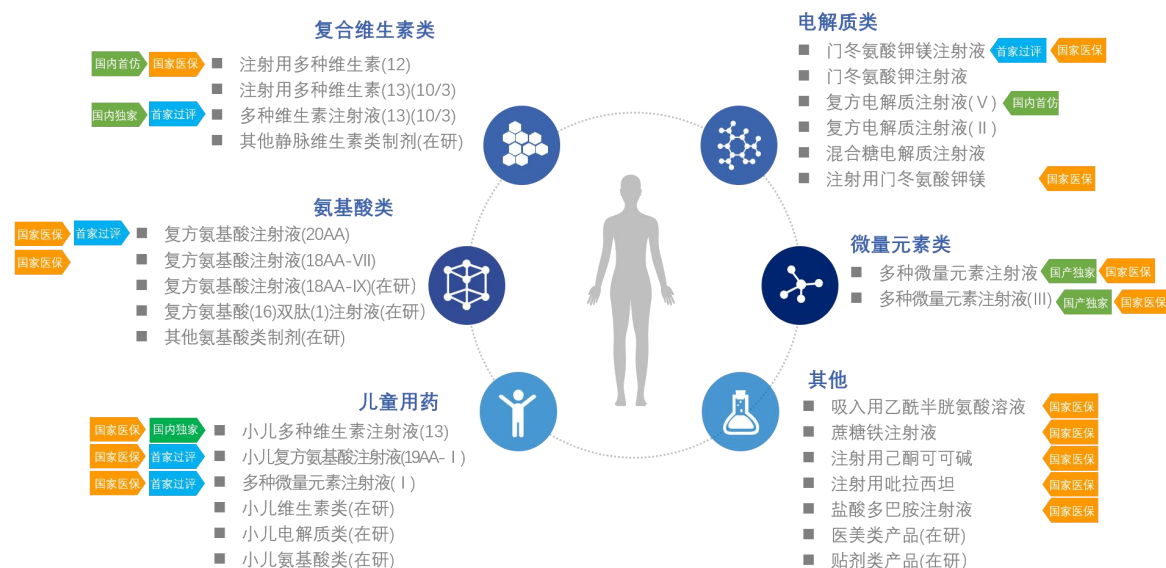 复合维生素类
国内首仿 国家医保 ■ 注射用多种维生素(12)
■ 注射用多种维生素(13)(10/3)
国内独家 首家过评 ■ 多种维生素注射液(13)(10/3)
■ 其他静脉维生素类制剂(在研)
氨基酸类
国家医保 首家过评 ■ 复方氨基酸注射液(20AA)
国家医保 ■ 复方氨基酸注射液(18AA-VII)
■ 复方氨基酸注射液(18AA-IX)(在研)
■ 复方氨基酸(16)双肽(1)注射液(在研)
■ 其他氨基酸类制剂(在研)
儿童用药
国家医保 国内独家 ■ 小儿多种维生素注射液(13)
国家医保 首家过评 ■ 小儿复方氨基酸注射液(19AA-Ⅰ)
国家医保 首家过评 ■ 多种微量元素注射液(Ⅰ)
■ 小儿维生素类(在研)
■ 小儿电解质类(在研)
■ 小儿氨基酸类(在研)
电解质类
■ 门冬氨酸钾镁注射液 首家过评 国家医保
■ 门冬氨酸钾注射液
■ 复方电解质注射液(Ⅴ) 国内首仿
■ 复方电解质注射液(Ⅱ)
■ 混合糖电解质注射液
■ 注射用门冬氨酸钾镁 国家医保
微量元素类
■ 多种微量元素注射液 国产独家 国家医保
■ 多种微量元素注射液(III) 国产独家 国家医保
其他
■ 吸入用乙酰半胱氨酸溶液 国家医保
■ 蔗糖铁注射液 国家医保
■ 注射用己酮可可碱 国家医保
■ 注射用吡拉西坦 国家医保
■ 盐酸多巴胺注射液 国家医保
■ 医美类产品(在研)
■ 贴剂类产品(在研)